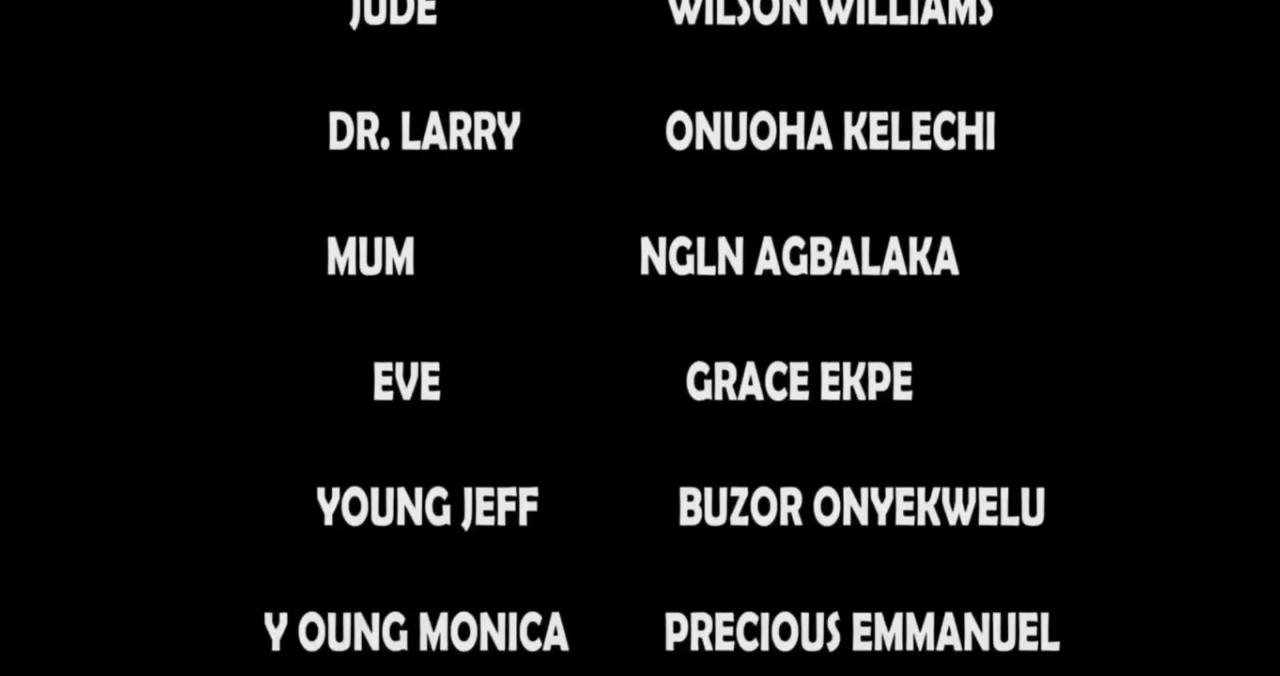 JUDE WILSON WILLIAMS
DR. LARRY ONUOHA KELECHI
MUM NGLN AGBALAKA
EVE GRACE EKPE
YOUNG JEFF BUZOR ONYEKWELU
Y OUNG MONICA PRECIOUS EMMANUEL